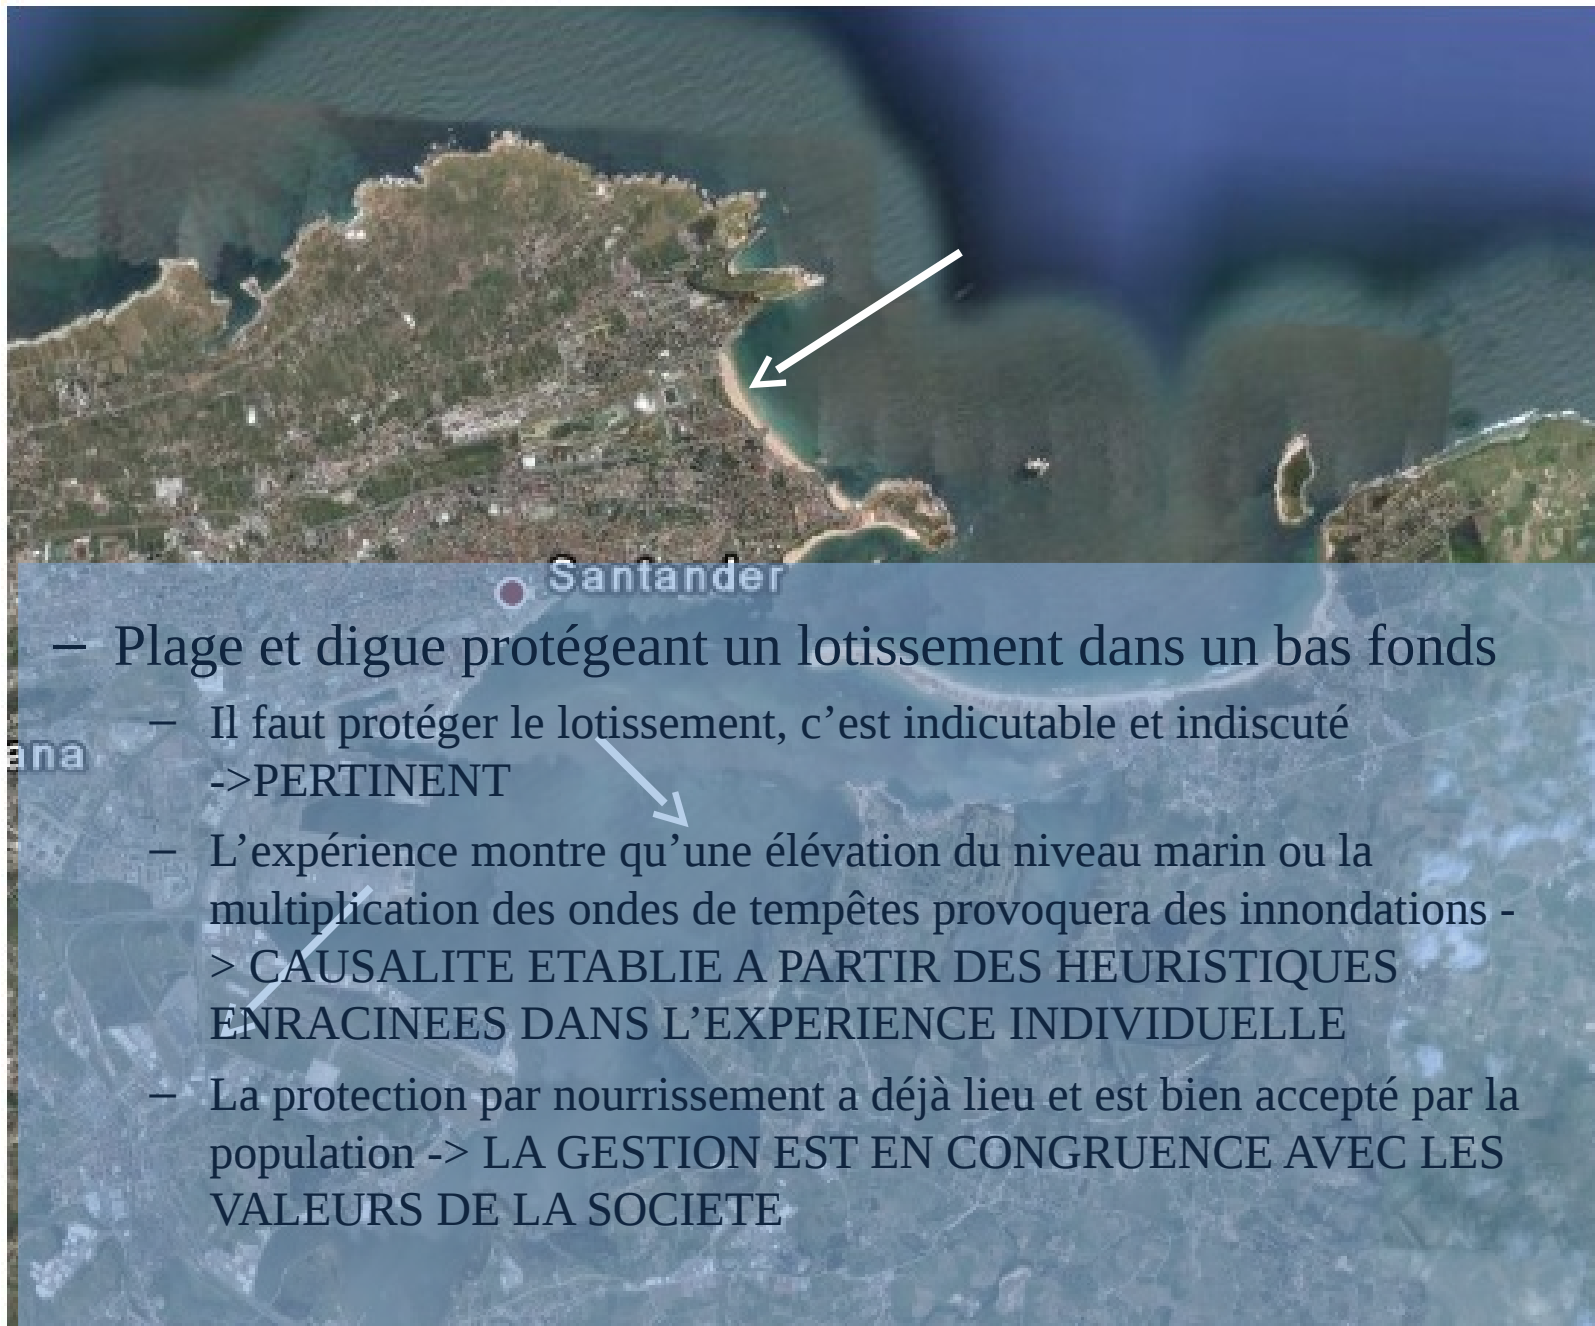 Santander
– Plage et digue protégeant un lotissement dans un bas fonds
– Il faut protéger le lotissement, c’est indicutable et indiscuté
->PERTINENT
ana
– L’expérience montre qu’une élévation du niveau marin ou la
multiplication des ondes de tempêtes provoquera des innondations -
> CAUSALITE ETABLIE A PARTIR DES HEURISTIQUES
ENRACINEES DANS L’EXPERIENCE INDIVIDUELLE
– La protection par nourrissement a déjà lieu et est bien accepté par la
population -> LA GESTION EST EN CONGRUENCE AVEC LES
VALEURS DE LA SOCIETE